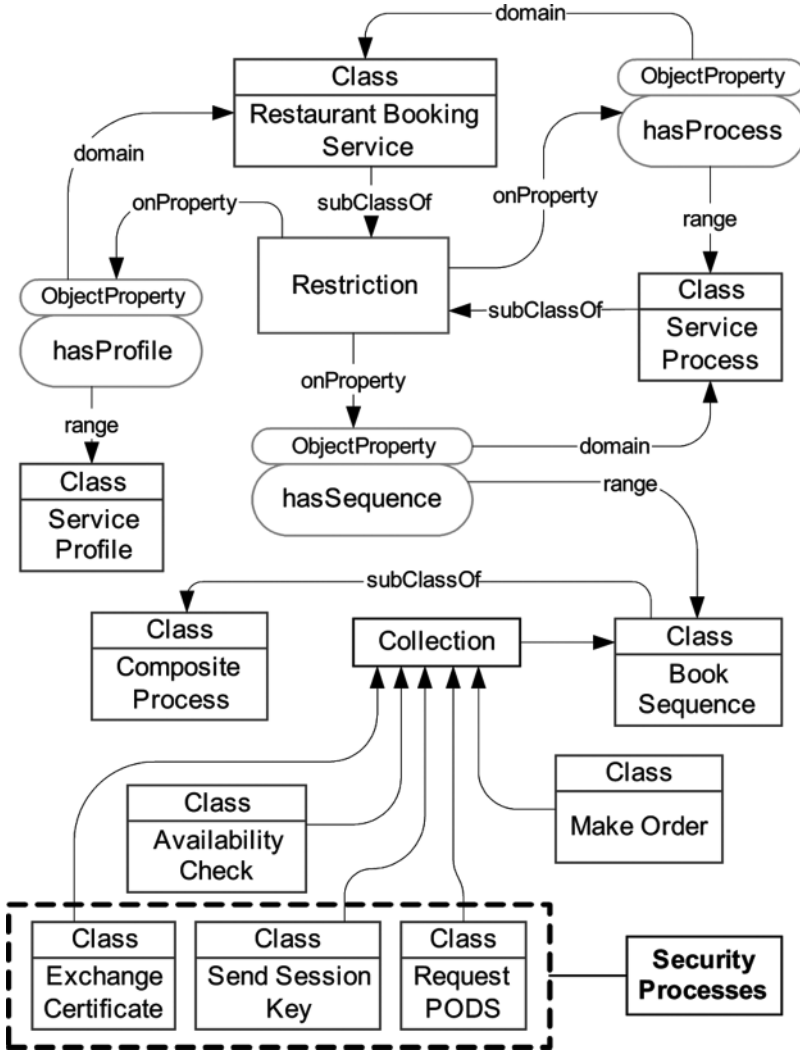 domain
Class
Restaurant Booking
Service
ObjectProperty
hasProcess
domain
subClassOf
onProperty
onProperty
range
Restriction
ObjectProperty
hasProfile
subClassOf
Class
Service
Process
onProperty
range
ObjectProperty
domain
hasSequence
range
Class
Service
Profile
subClassOf
Class
Composite
Process
Collection
Class
Book
Sequence
Class
Make Order
Class
Availability
Check
Class
Exchange
Certificate
Class
Send Session
Key
Class
Request
PODS
Security
Processes